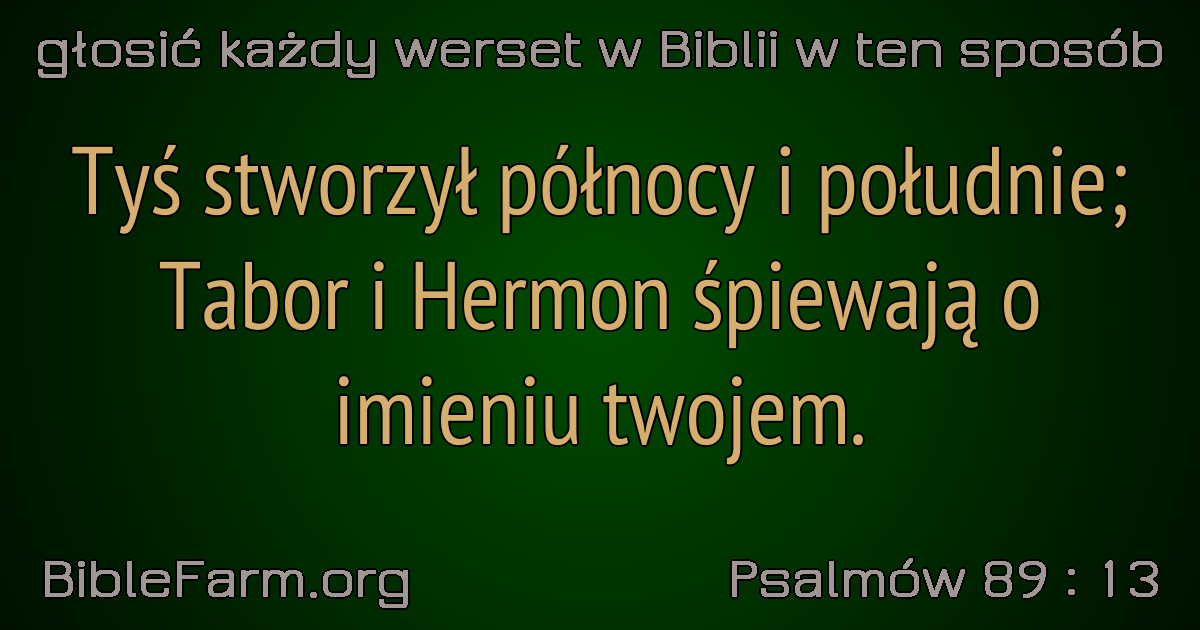 głosić każdy werset w Biblii w ten sposób
Tyś stworzył północy i południe;
Tabor i Hermon śpiewają o
imieniu twojem.
BibleFarm.org
Psalmów 89 : 13